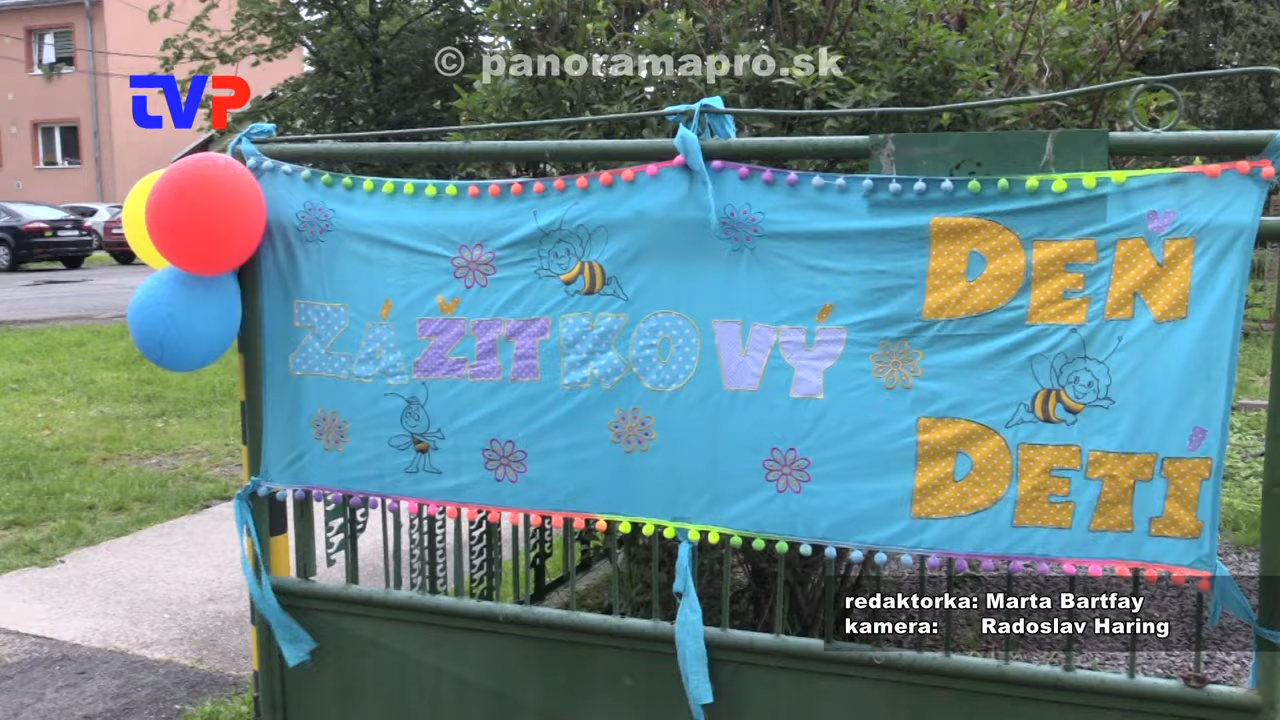 © panoramapro.sk
TVP
ZÁŽITKOVÝ
DEŇ
DETÍ
redaktorka: Marta Bartfay
kamera: Radoslav Haring